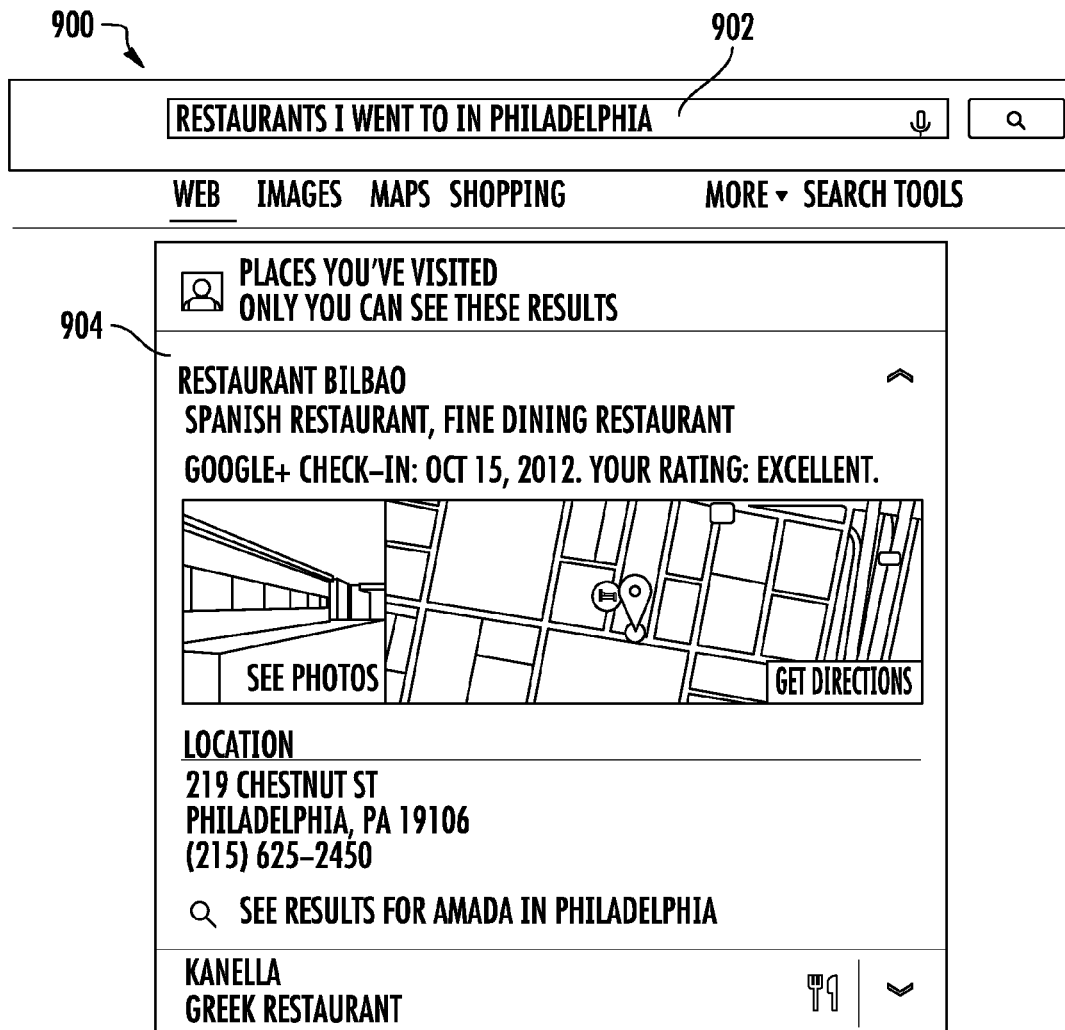 900
902
RESTAURANTS I WENT TO IN PHILADELPHIA
WEB IMAGES MAPS SHOPPING MORE ▾ SEARCH TOOLS
PLACES YOU'VE VISITED
ONLY YOU CAN SEE THESE RESULTS
904
RESTAURANT BILBAO
SPANISH RESTAURANT, FINE DINING RESTAURANT
GOOGLE+ CHECK–IN: OCT 15, 2012. YOUR RATING: EXCELLENT.
SEE PHOTOS
GET DIRECTIONS
LOCATION
219 CHESTNUT ST
PHILADELPHIA, PA 19106
(215) 625–2450
SEE RESULTS FOR AMADA IN PHILADELPHIA
KANELLA
GREEK RESTAURANT